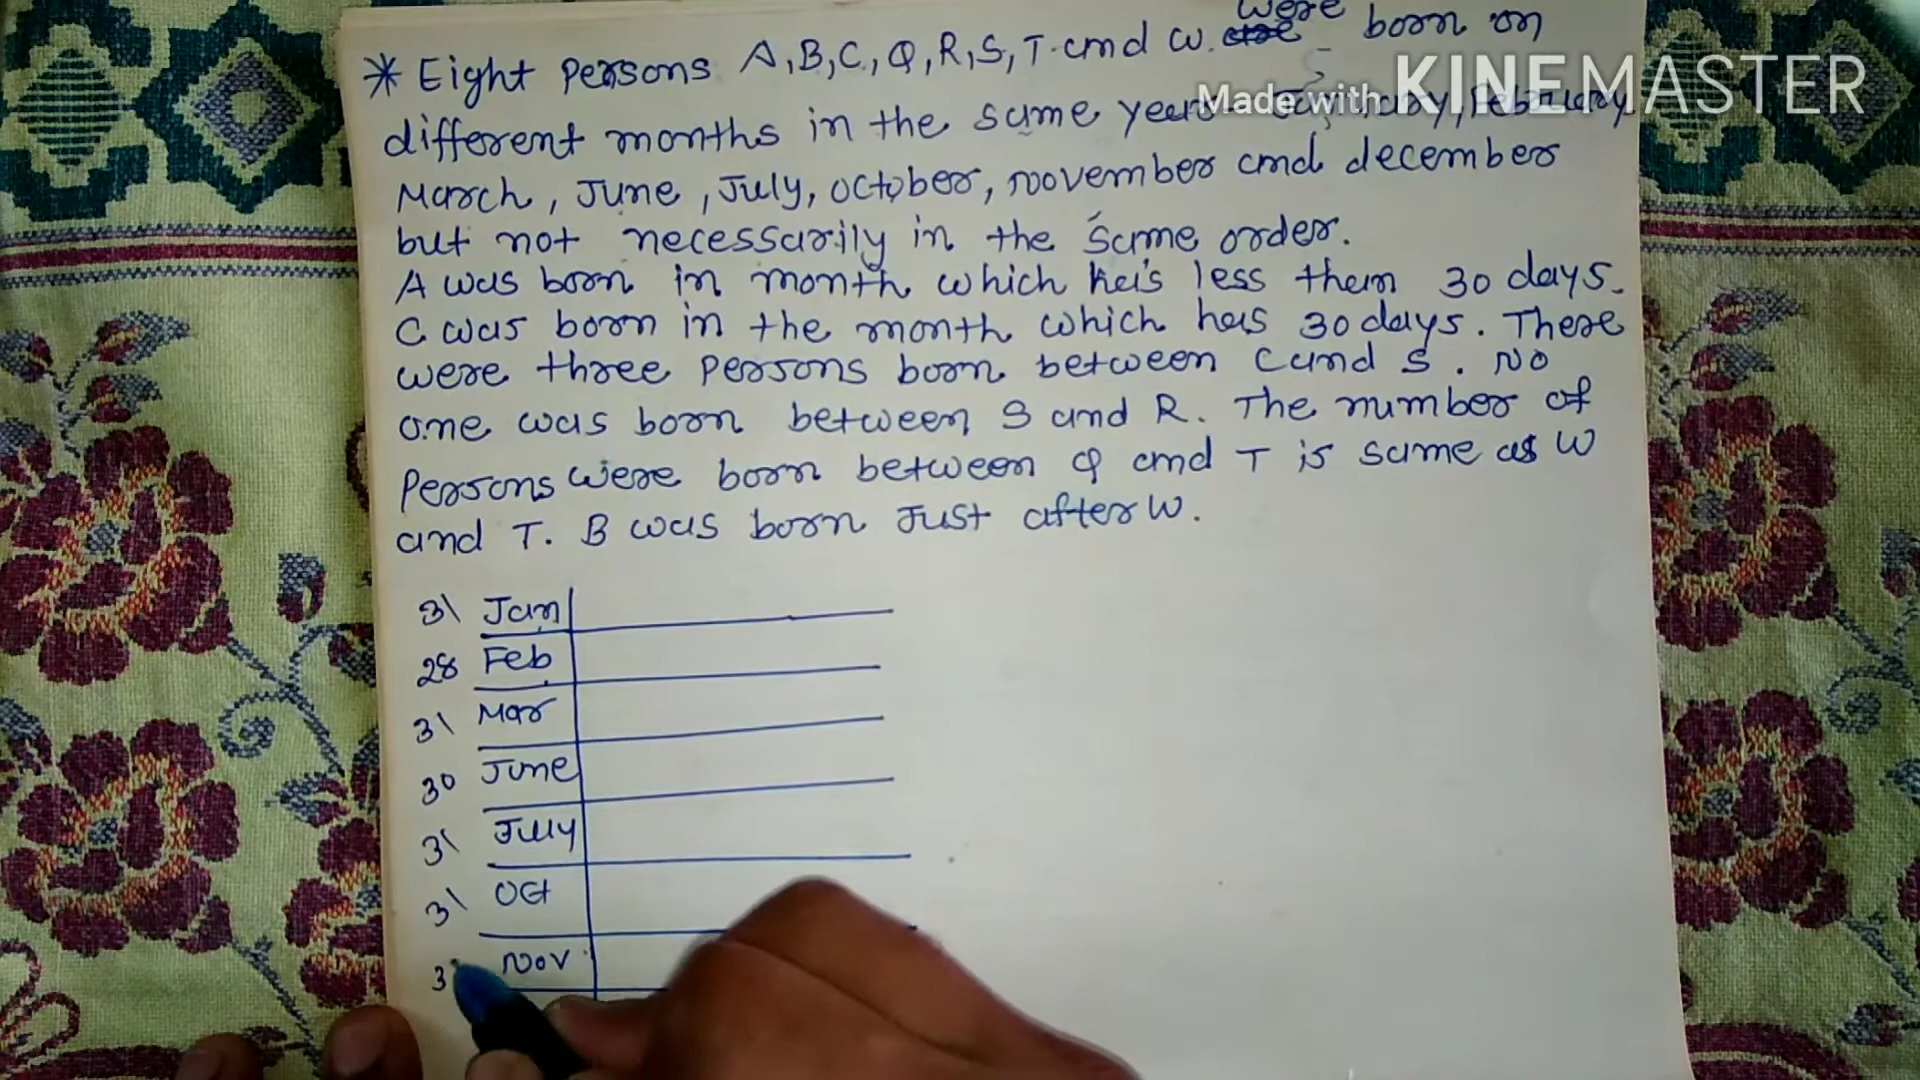 * Eight Persons A, B, C, Q, R, S, T and W. were born on
Made with KINEMASTER
different months in the same year January, February,
March, June, July, October, November and december
but not necessarily in the same order.
A was born in month which has less than 30 days.
C was born in the month which has 30 days. There
were three Persons born between C and S. No
one was born between S and R. The number of
Persons were born between Q and T is same as W
and T. B was born Just after W.
31 Jan
28 Feb
31 Mar
30 June
31 July
31 Oct
3 Nov